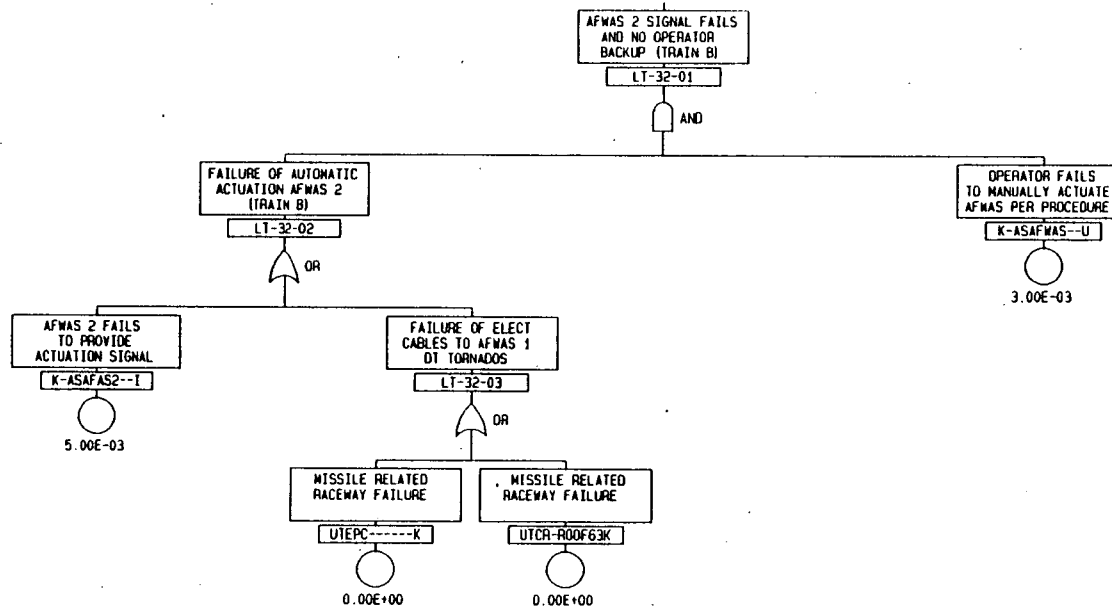 AFWAS 2 SIGNAL FAILS
AND NO OPERATOR
BACKUP (TRAIN B)
LT-32-01
AND
FAILURE OF AUTOMATIC
ACTUATION AFWAS 2
(TRAIN B)
LT-32-02
OR
OPERATOR FAILS
TO MANUALLY ACTUATE
AFWAS PER PROCEDURE
K-ASAFWAS--U
3.00E-03
AFWAS 2 FAILS
TO PROVIDE
ACTUATION SIGNAL
K-ASAFAS2--I
5.00E-03
FAILURE OF ELECT
CABLES TO AFWAS 1
DT TORNADOS
LT-32-03
OR
MISSILE RELATED
RACEWAY FAILURE
UTEPC------K
0.00E+00
MISSILE RELATED
RACEWAY FAILURE
UTCR-ROOF63K
0.00E+00